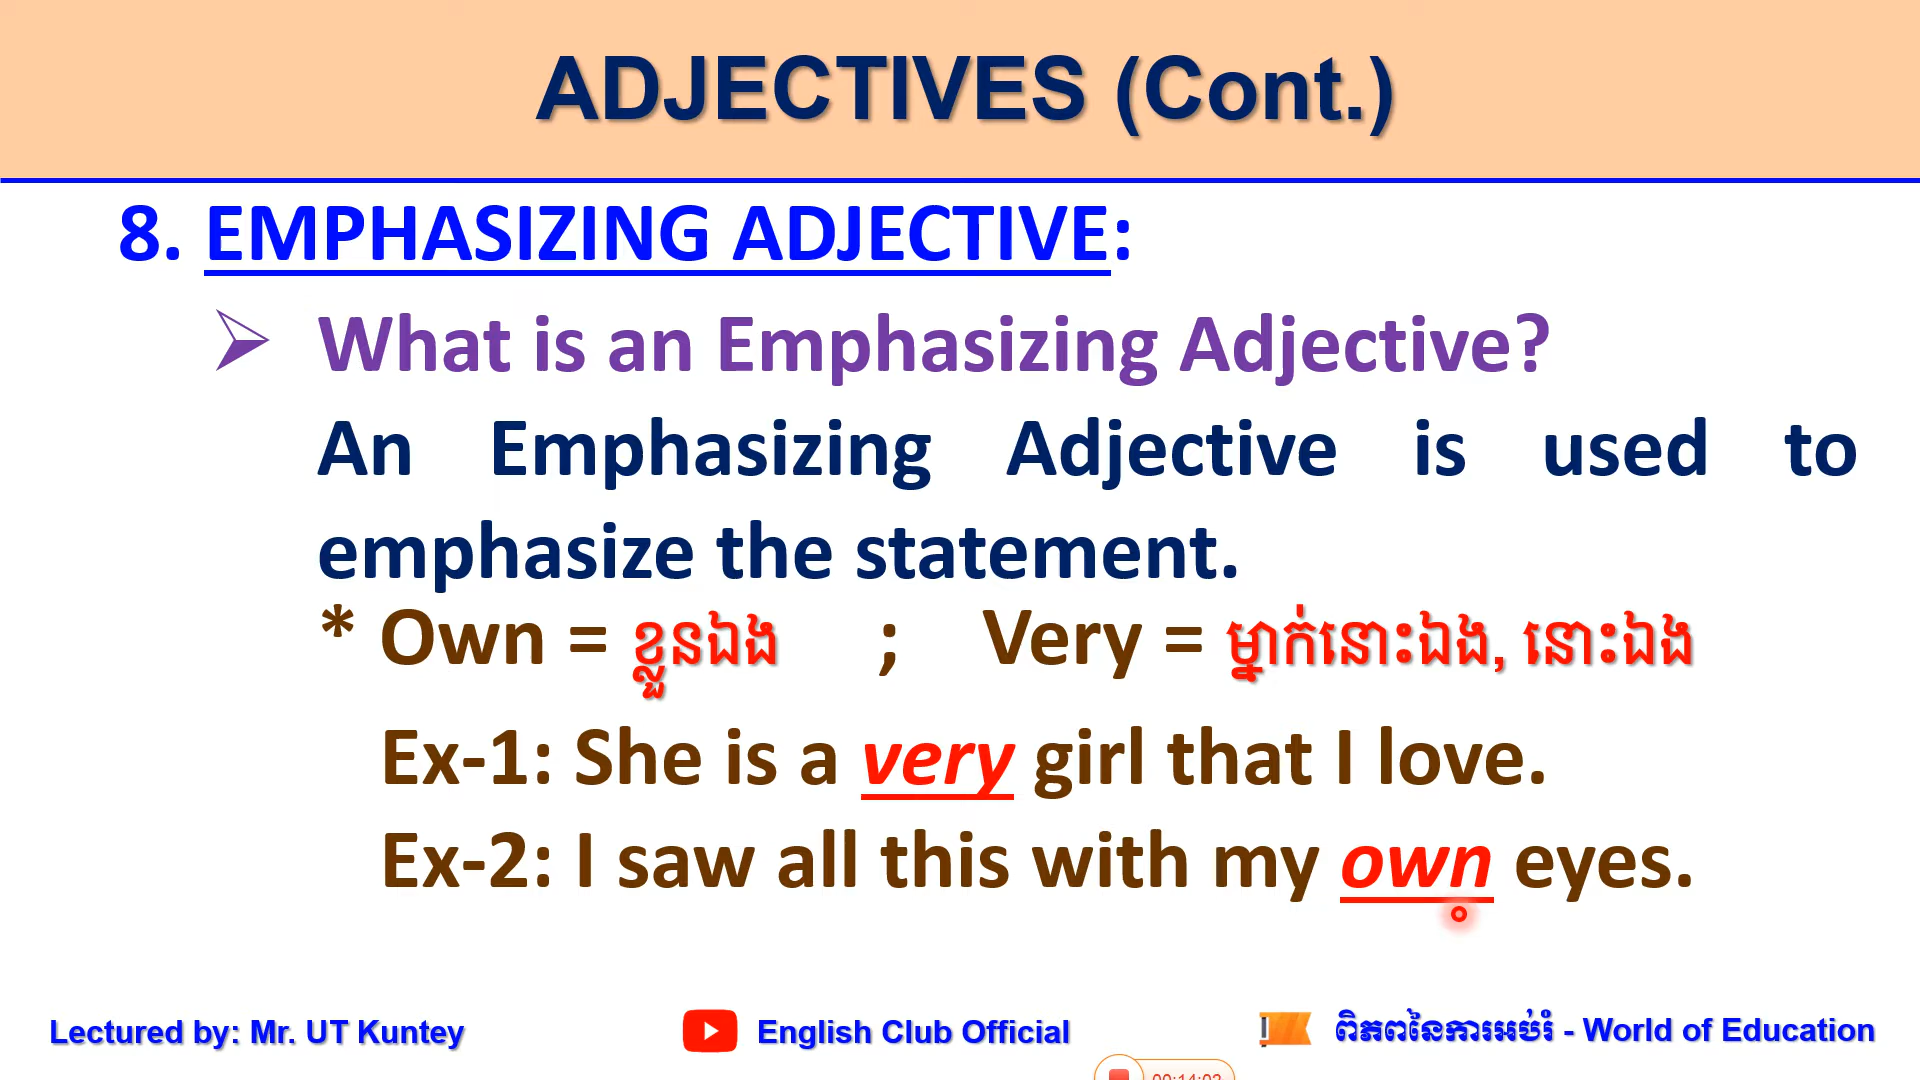 ADJECTIVES (Cont.)
8. EMPHASIZING ADJECTIVE:
➢ What is an Emphasizing Adjective?
An Emphasizing Adjective is used to
emphasize the statement.
* Own = ខ្លួនឯង ; Very = ម្នាក់នោះឯង, នោះឯង
Ex-1: She is a very girl that I love.
Ex-2: I saw all this with my own eyes.
Lectured by: Mr. UT Kuntey English Club Official ពិភពនៃការអប់រំ - World of Education